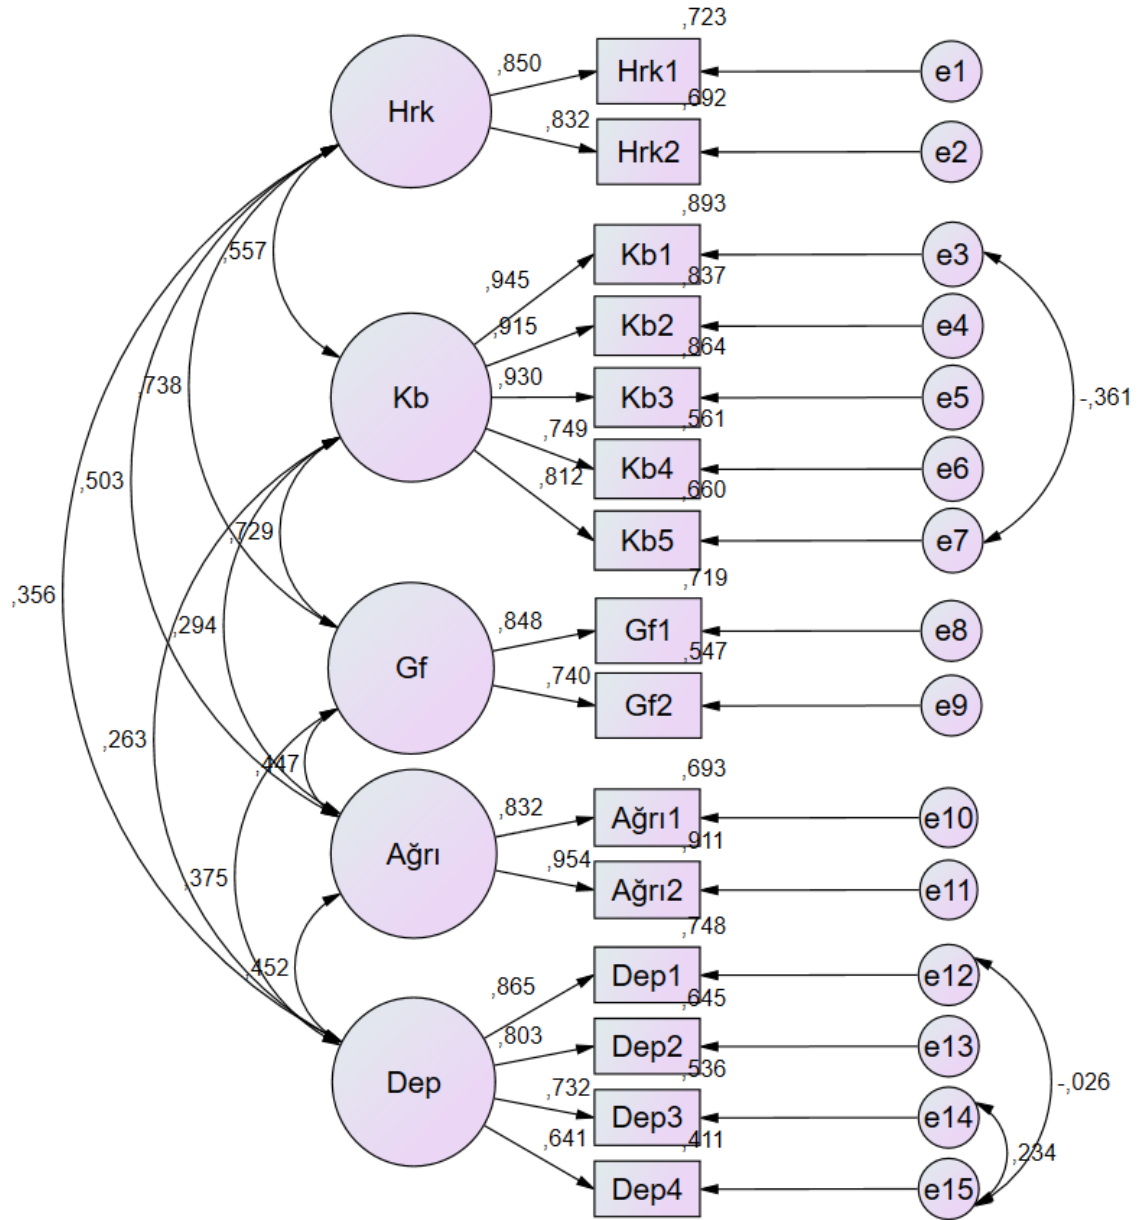 ,723
,850
Hrk1
e1
Hrk
,692
,832
Hrk2
e2
,893
,557
Kb1
e3
,945
,837
,915
Kb2
e4
,864
,738
,930
Kb
Kb3
e5
-,361
,561
,749
Kb4
e6
,503
,812
,660
,729
Kb5
e7
,719
,356
,294
,848
Gf1
e8
,547
Gf
,740
Gf2
e9
,263
,447
,693
,832
Ağrı1
e10
,911
Ağrı
,954
Ağrı2
e11
,375
,748
,452
,865
Dep1
e12
,645
,803
Dep2
e13
,536
Dep
,732
-,026
Dep3
e14
,411
,641
,234
Dep4
e15